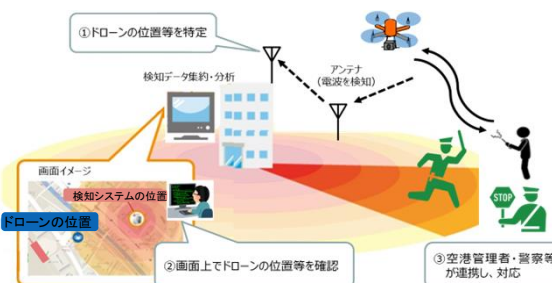 ①ドローンの位置等を特定
検知データ集約・分析
アンテナ
(電波を検知)
画面イメージ
検知システムの位置
ドローンの位置
STOP
②画面上でドローンの位置等を確認
③空港管理者・警察等
が連携し、対応